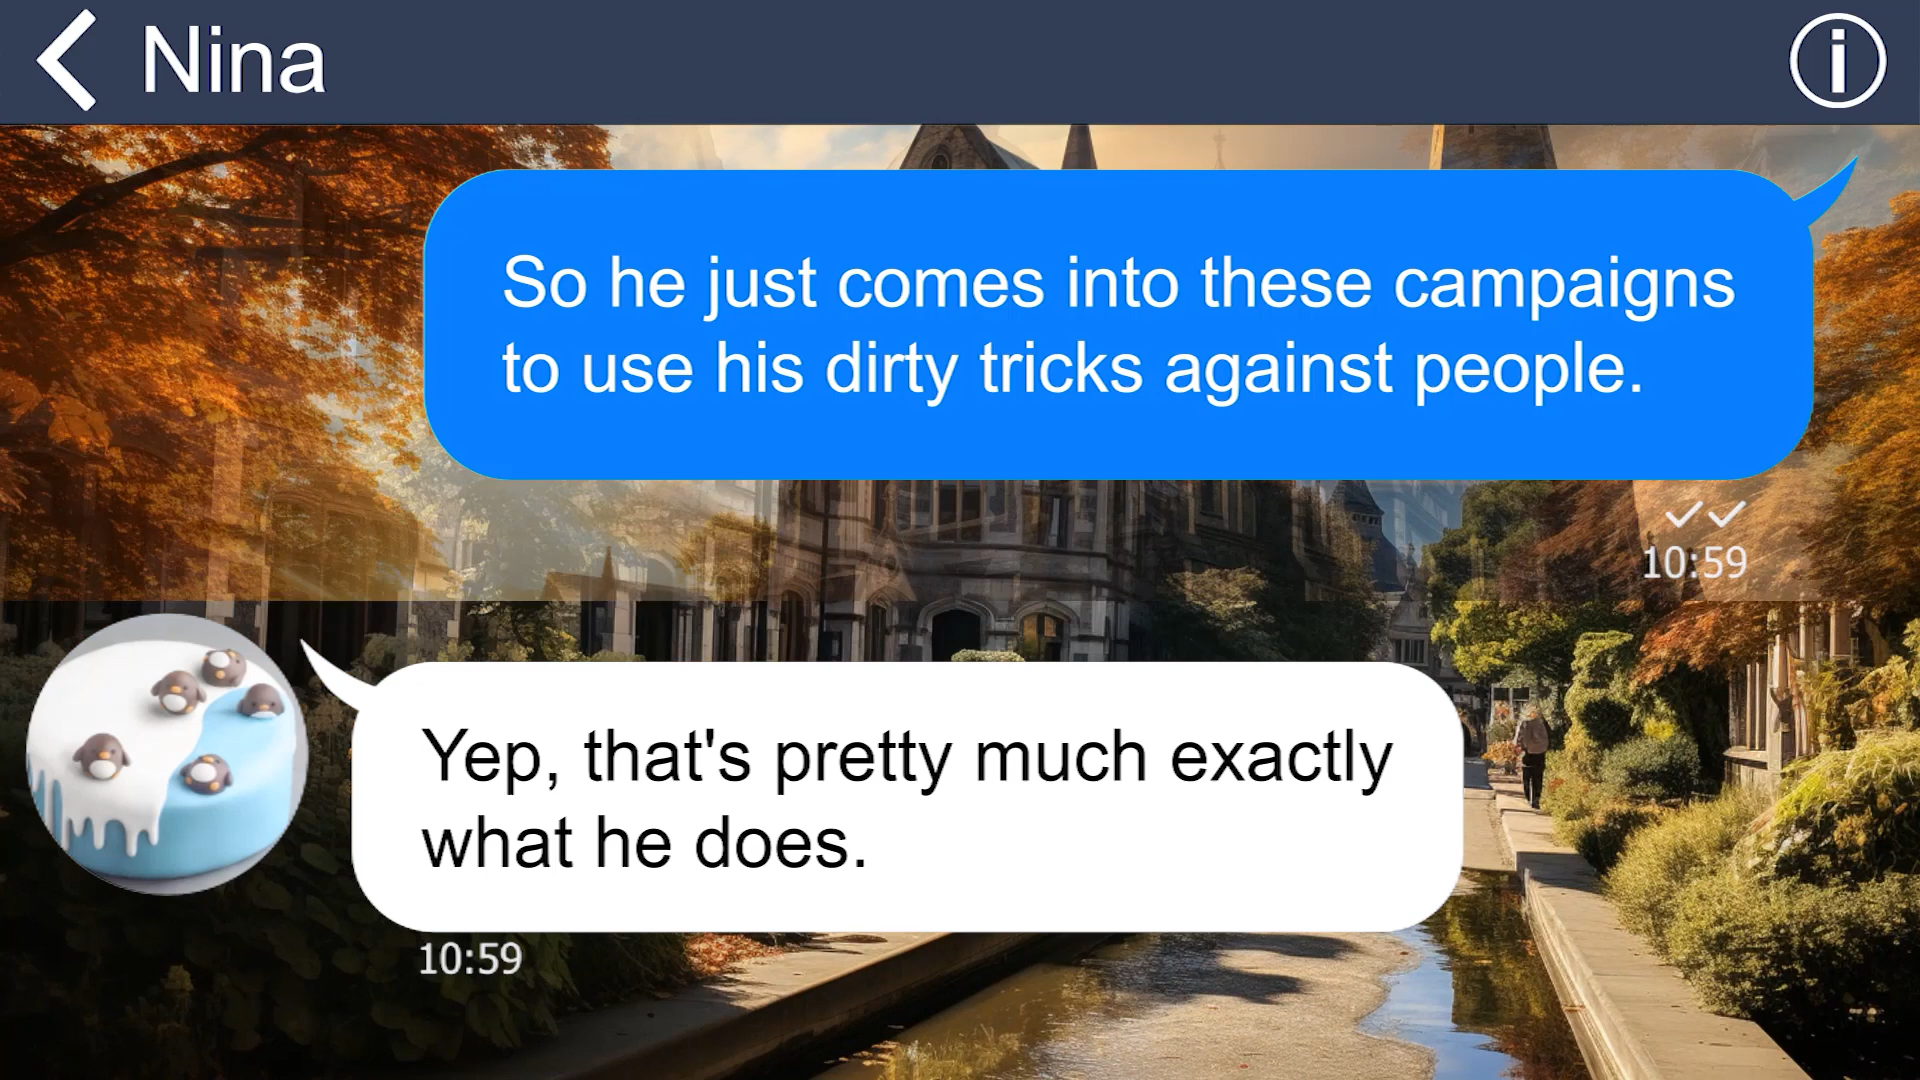 Nina
So he just comes into these campaigns
to use his dirty tricks against people.
10:59
Yep, that's pretty much exactly
what he does.
10:59